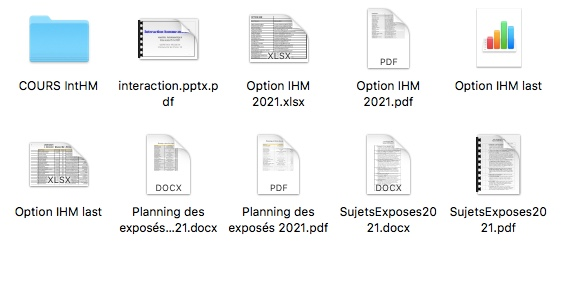 COURS IntHM
interaction.pptx.p
df
Option IHM
2021.xlsx
Option IHM
2021.pdf
Option IHM last
XLSX
PDF
Option IHM last
Planning des
exposés...21.docx
Planning des
exposés 2021.pdf
SujetsExposes20
21.docx
SujetsExposes20
21.pdf
XLSX
DOCX
PDF
DOCX